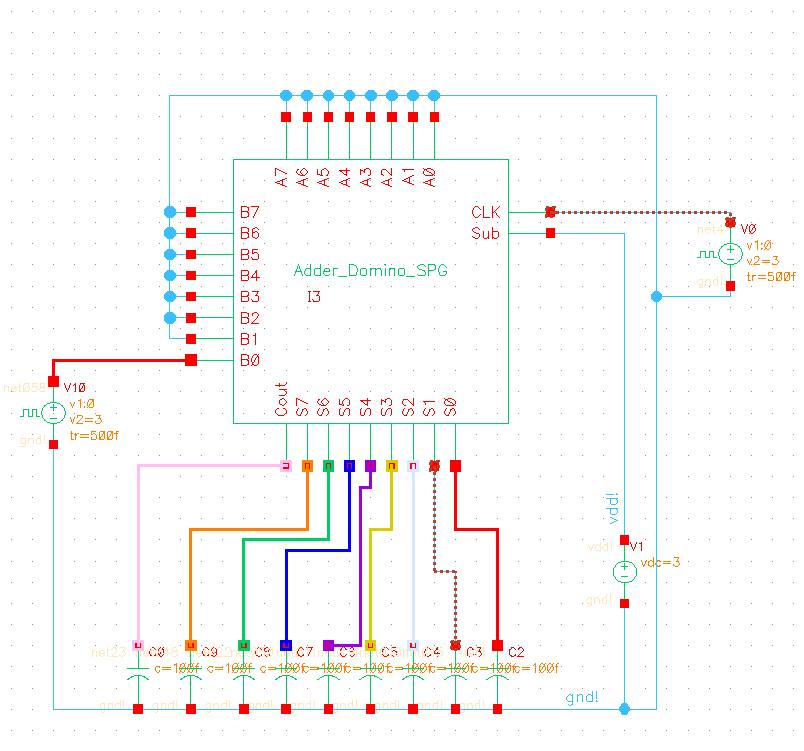 A7 A6 A5 A4 A3 A2 A1 A0
B7
B6
B5
B4
B3
B2
B1
B0
CLK
Sub
Adder_Domino_SPG
I3
Cout S7 S6 S5 S4 S3 S2 S1 S0
V0
v1:0
v2=3
tr=500f
gnd!
net058
V10
v1:0
v2=3
tr=500f
gnd!
vdd!
vdd!
V1
vdc=3
gnd!
net23 C0 C9 C8 C7 C5 C4 C3 C2
c=100f c=100f c=100f c=100f c=100f c=100f c=100f
gnd! gnd! gnd! gnd! gnd! gnd! gnd! gnd! gnd!
gnd!